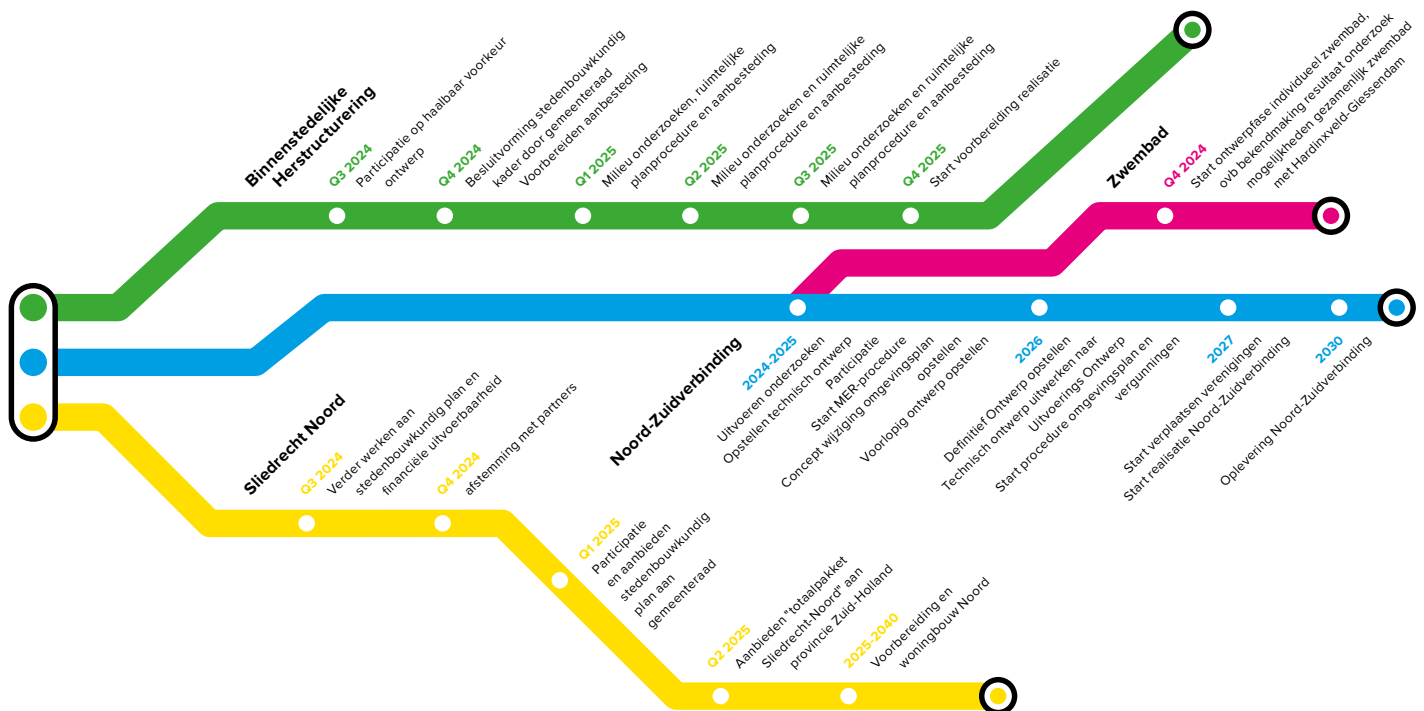 Binnenstedelijke
Herstructurering
Q3 2024
Participatie op haalbaar voorkeur
ontwerp
Q4 2024
Besluitvorming stedenbouwkundig
kader door gemeenteraad
Voorbereiden aanbesteding
Q1 2025
Milieu onderzoeken, ruimtelijke
planprocedure en aanbesteding
Q2 2025
Milieu onderzoeken en ruimtelijke
planprocedure en aanbesteding
Q3 2025
Milieu onderzoeken en ruimtelijke
planprocedure en aanbesteding
Q4 2025
Start voorbereiding realisatie
Zwembad
Q4 2024
Start ontwerpfase individueel zwembad,
ovb bekendmaking resultaat onderzoek
mogelijkheden gezamenlijk zwembad
met Hardinxveld-Giessendam
Noord-Zuidverbinding
2024-2025
Uitvoeren onderzoeken
Opstellen technisch ontwerp
Participatie
Start MER-procedure
Concept wijziging omgevingsplan
opstellen
Voorlopig ontwerp opstellen
2026
Definitief Ontwerp opstellen
Technisch ontwerp uitwerken naar
Uitvoerings Ontwerp
Start procedure omgevingsplan en
vergunningen
2027
Start verplaatsen verenigingen
Start realisatie Noord-Zuidverbinding
2030
Oplevering Noord-Zuidverbinding
Sliedrecht Noord
Q3 2024
Verder werken aan
stedenbouwkundig plan en
financiële uitvoerbaarheid
Q4 2024
afstemming met partners
Q1 2025
Participatie
en aanbieden
stedenbouwkundig
plan aan
gemeenteraad
Q2 2025
Aanbieden "totaalpakket
Sliedrecht-Noord" aan
provincie Zuid-Holland
2025-2040
Voorbereiding en
woningbouw Noord